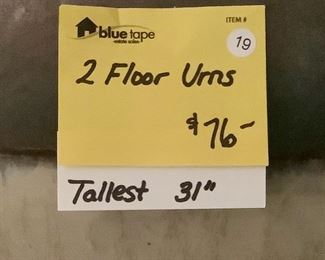 blue tape
estate sales
ITEM #
19
2 Floor Urns
$76-
Tallest 31"